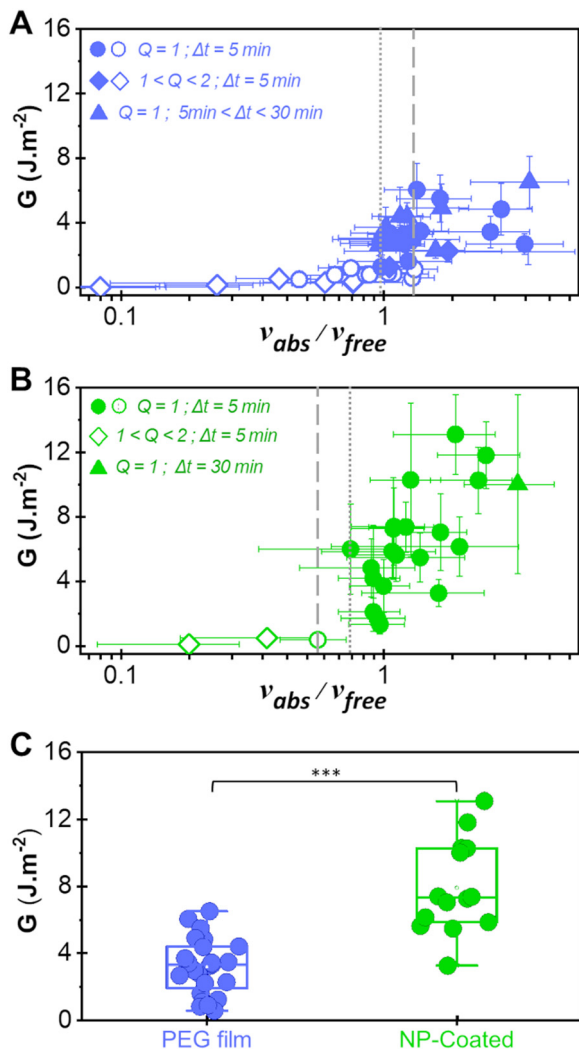 A
16
12
8
4
0
G (J.m⁻²)
Q = 1 ; Δt = 5 min
1 < Q < 2 ; Δt = 5 min
Q = 1 ; 5min < Δt < 30 min
0.1
1
v_abs / v_free
B
16
12
8
4
0
G (J.m⁻²)
Q = 1 ; Δt = 5 min
1 < Q < 2 ; Δt = 5 min
Q = 1 ; Δt = 30 min
0.1
1
v_abs / v_free
C
16
12
8
4
0
G (J.m⁻²)
***
PEG film
NP-Coated